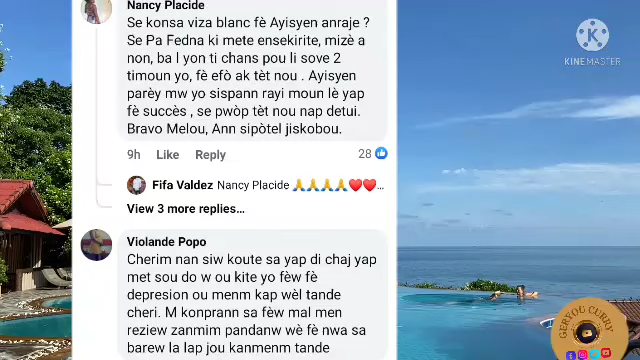 Nancy Placide
Se konsa viza blanc fè Ayisyen anraje ?
Se Pa Fedna ki mete ensekirite, mizè a
non, ba l yon ti chans pou li sove 2
timoun yo, fè efò ak tèt nou . Ayisyen
parèy mw yo sispann rayi moun lè yap
fè succès , se pwòp tèt nou nap detui.
Bravo Melou, Ann sipòtel jiskobou.
9h Like Reply 28
Fifa Valdez Nancy Placide 🙏🙏🙏🙏❤️❤️...
View 3 more replies...
Violande Popo
Cherim nan siw koute sa yap di chaj yap
met sou do w ou kite yo fèw fè
depresion ou menm kap wèl tande
cheri. M konprann sa fèw mal men
reziew zanmim pandanw wè fè nwa sa
barew la lap jou kanmenm tande
KINEMASTER
GERYOU CURRY